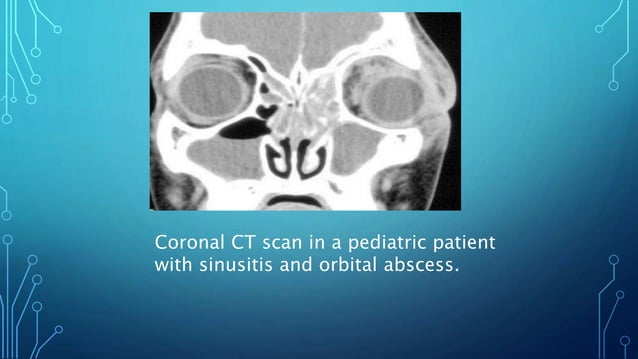 Coronal CT scan in a pediatric patient
with sinusitis and orbital abscess.